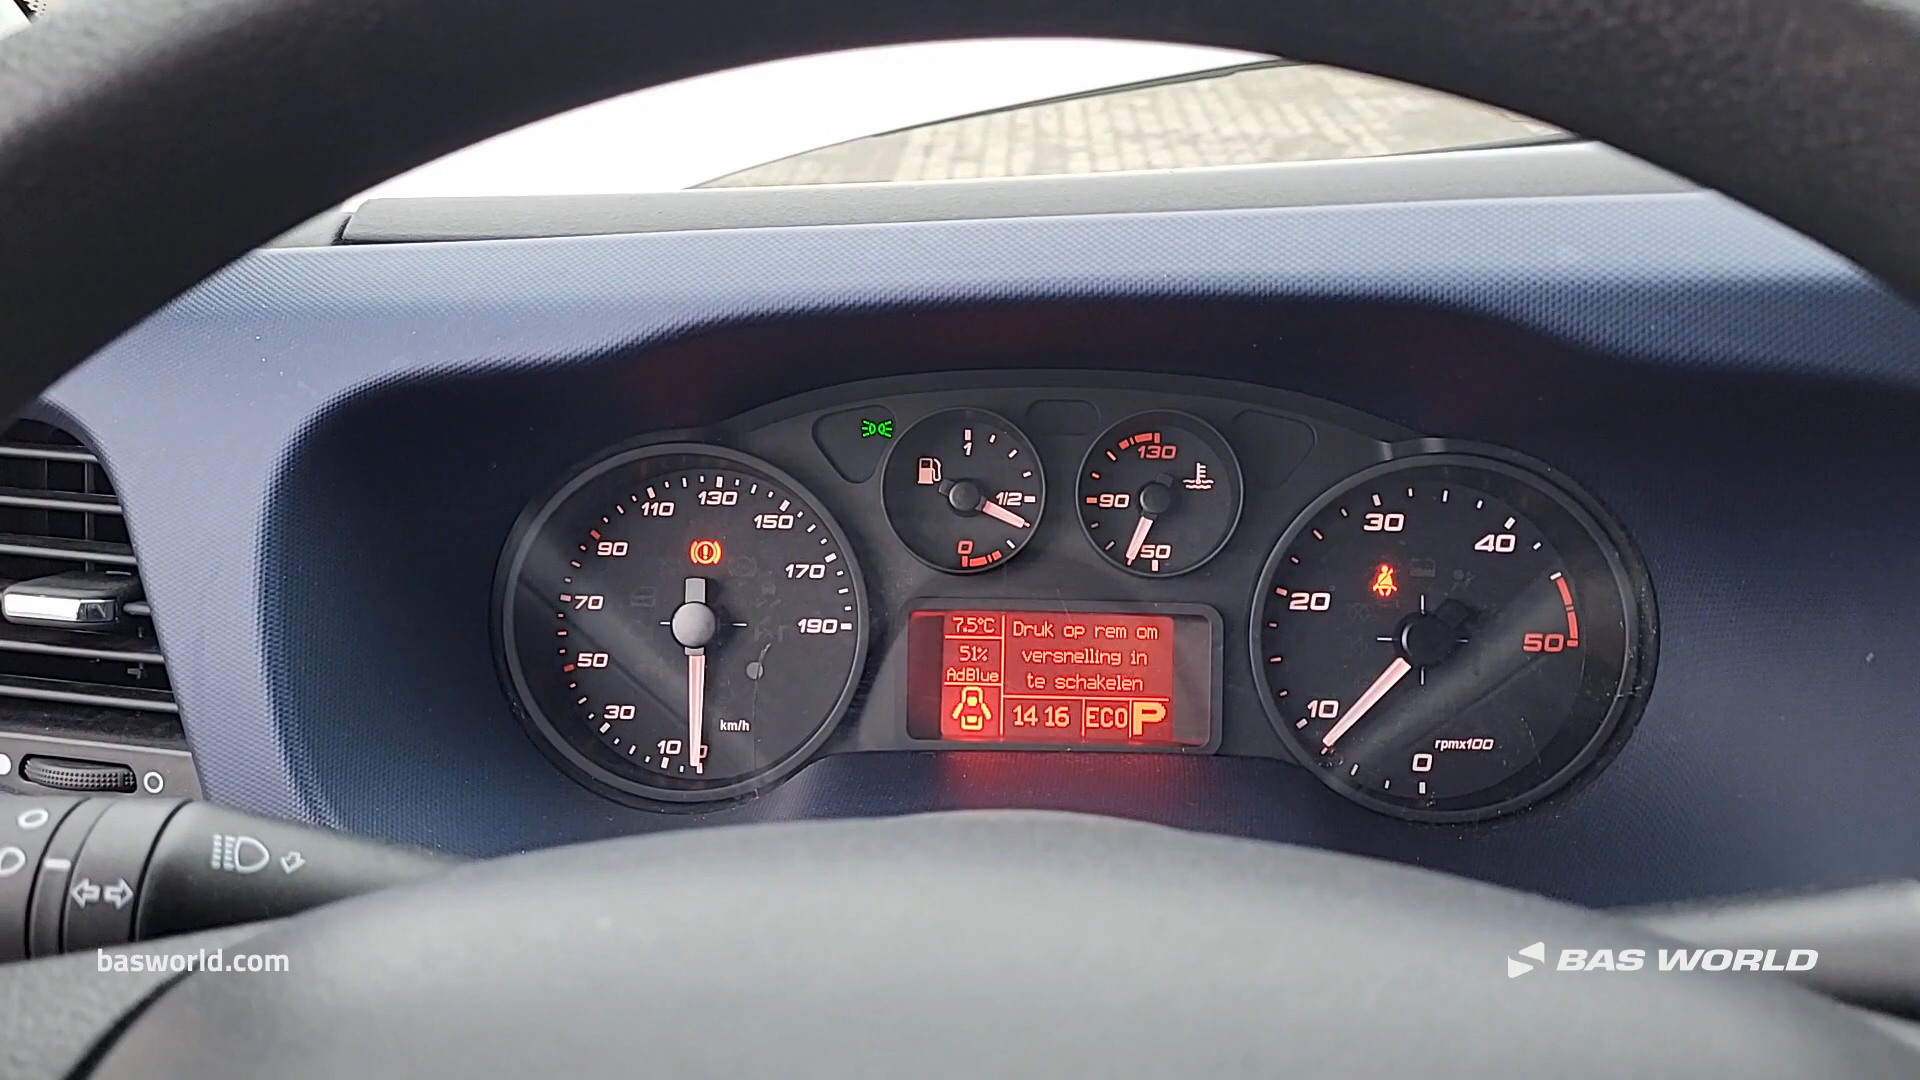 1
1/2
0
130
90
50
10
30
50
70
90
110
130
150
170
190
km/h
7.5°C
51%
AdBlue
Druk op rem om
versnelling in
te schakelen
14 16
ECO
P
0
10
20
30
40
50
rpmx100
basworld.com
BAS WORLD